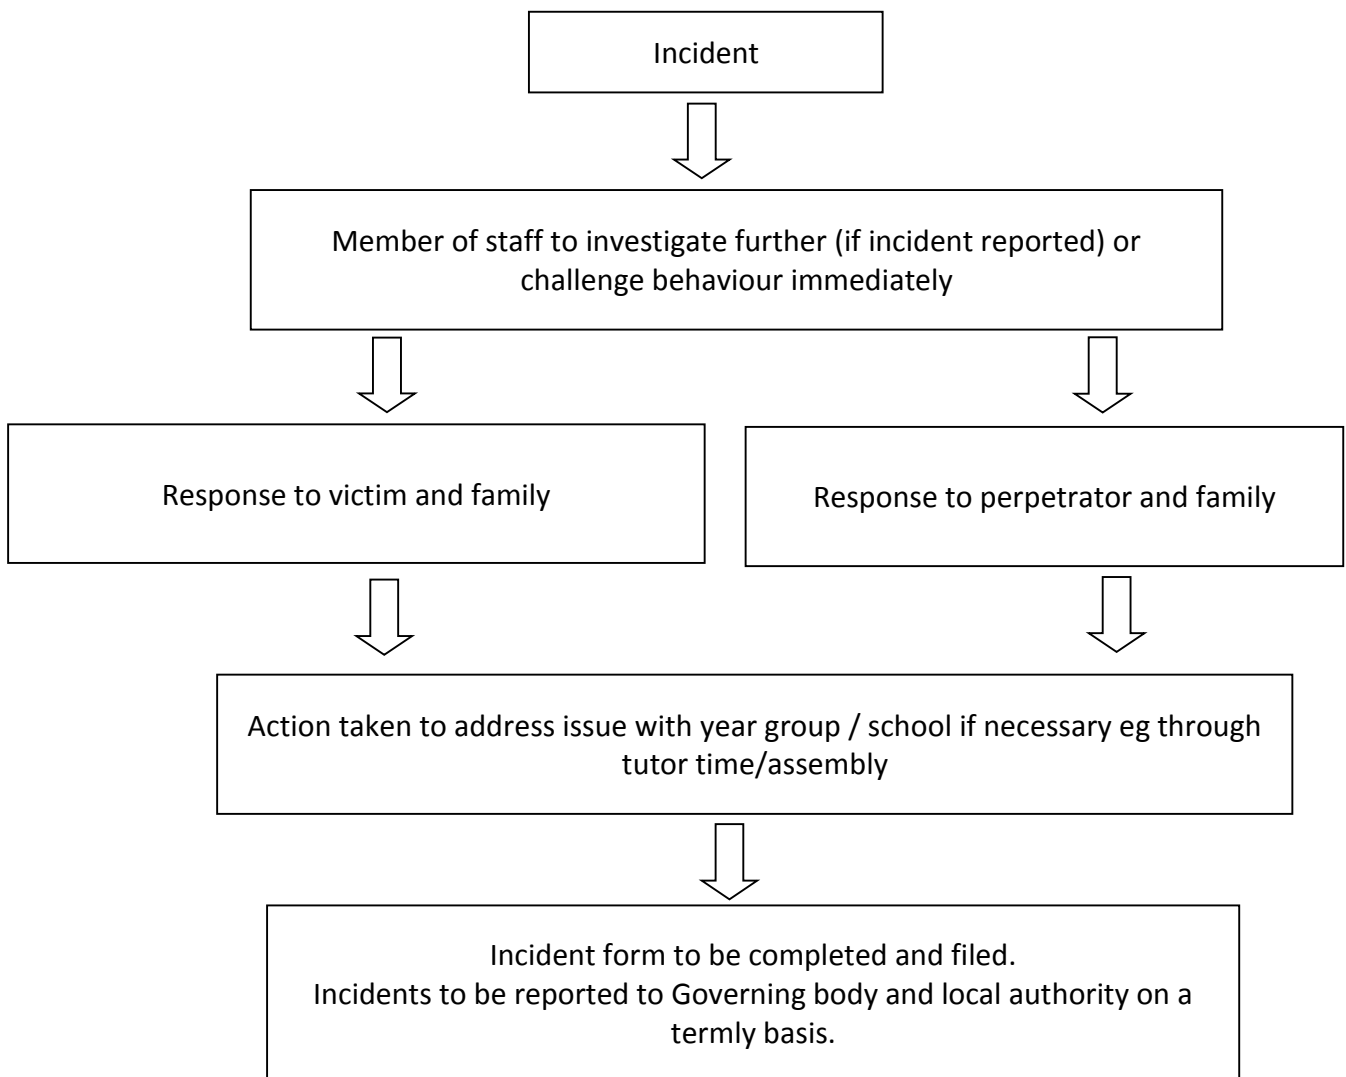 Incident
Member of staff to investigate further (if incident reported) or
challenge behaviour immediately
Response to victim and family
Response to perpetrator and family
Action taken to address issue with year group / school if necessary eg through
tutor time/assembly
Incident form to be completed and filed.
Incidents to be reported to Governing body and local authority on a
termly basis.